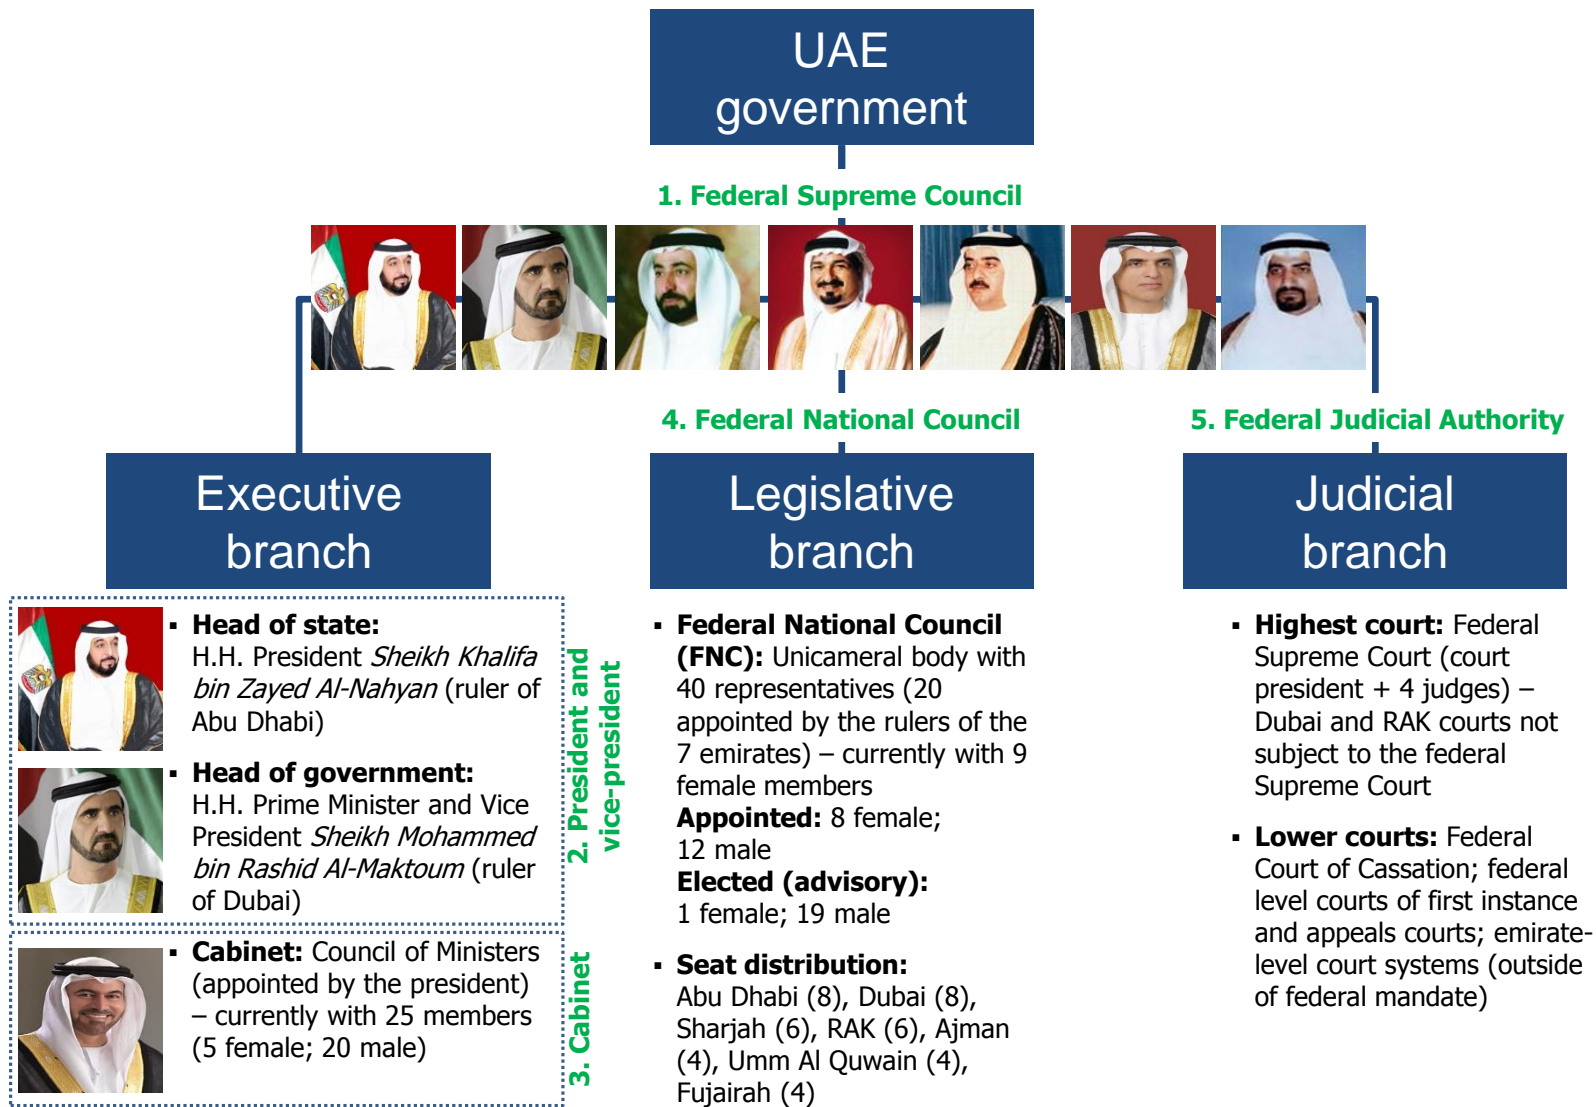 UAE
government
1. Federal Supreme Council
4. Federal National Council
5. Federal Judicial Authority
Executive
branch
▪ Head of state:
H.H. President Sheikh Khalifa
bin Zayed Al-Nahyan (ruler of
Abu Dhabi)
▪ Head of government:
H.H. Prime Minister and Vice
President Sheikh Mohammed
bin Rashid Al-Maktoum (ruler
of Dubai)
2. President and
vice-president
▪ Cabinet: Council of Ministers
(appointed by the president)
– currently with 25 members
(5 female; 20 male)
3. Cabinet
Legislative
branch
▪ Federal National Council
(FNC): Unicameral body with
40 representatives (20
appointed by the rulers of the
7 emirates) – currently with 9
female members
Appointed: 8 female;
12 male
Elected (advisory):
1 female; 19 male
▪ Seat distribution:
Abu Dhabi (8), Dubai (8),
Sharjah (6), RAK (6), Ajman
(4), Umm Al Quwain (4),
Fujairah (4)
Judicial
branch
▪ Highest court: Federal
Supreme Court (court
president + 4 judges) –
Dubai and RAK courts not
subject to the federal
Supreme Court
▪ Lower courts: Federal
Court of Cassation; federal
level courts of first instance
and appeals courts; emirate-
level court systems (outside
of federal mandate)